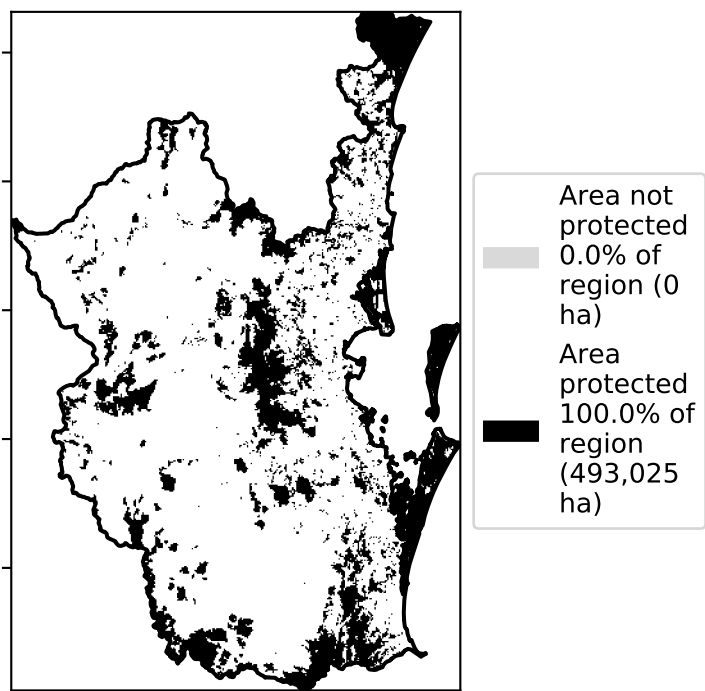 Area not
protected
0.0% of
region (0
ha)
Area
protected
100.0% of
region
(493,025
ha)